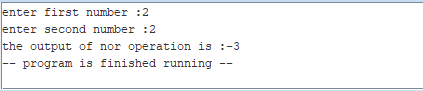 enter first number :2
enter second number :2
the output of nor operation is :-3
-- program is finished running --